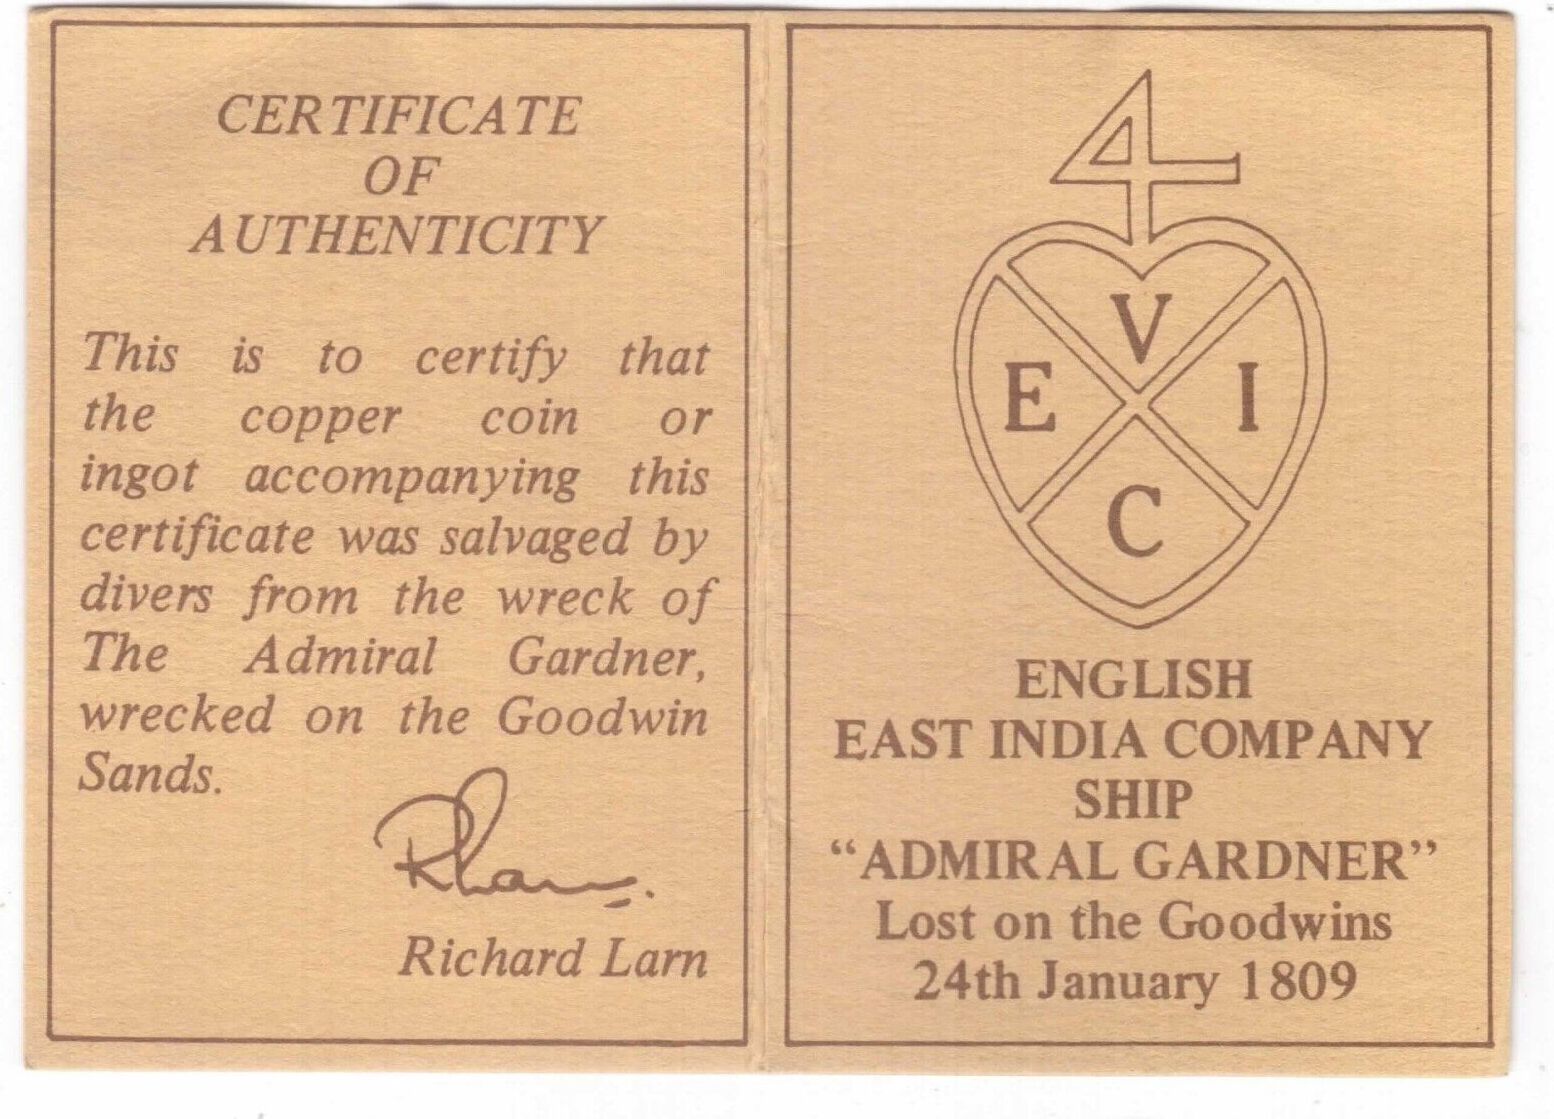 CERTIFICATE
OF
AUTHENTICITY
This is to certify that
the copper coin or
ingot accompanying this
certificate was salvaged by
divers from the wreck of
The Admiral Gardner,
wrecked on the Goodwin
Sands.
RLarn.
Richard Larn
4
V
E I
C
ENGLISH
EAST INDIA COMPANY
SHIP
“ADMIRAL GARDNER”
Lost on the Goodwins
24th January 1809